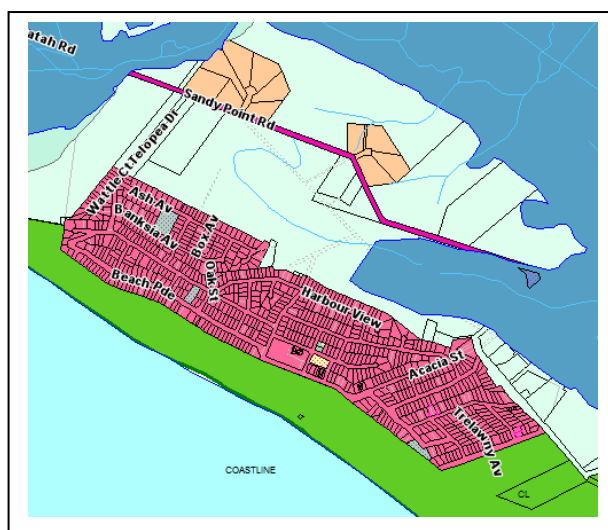 atah Rd
Sandy Point Rd
Wattle Ct
Telopea Dr
Ash Av
Banksia Av
Box Av
Oak St
Beach Pde
Harbour View
Acacia St
Trelawny Av
COASTLINE
CL